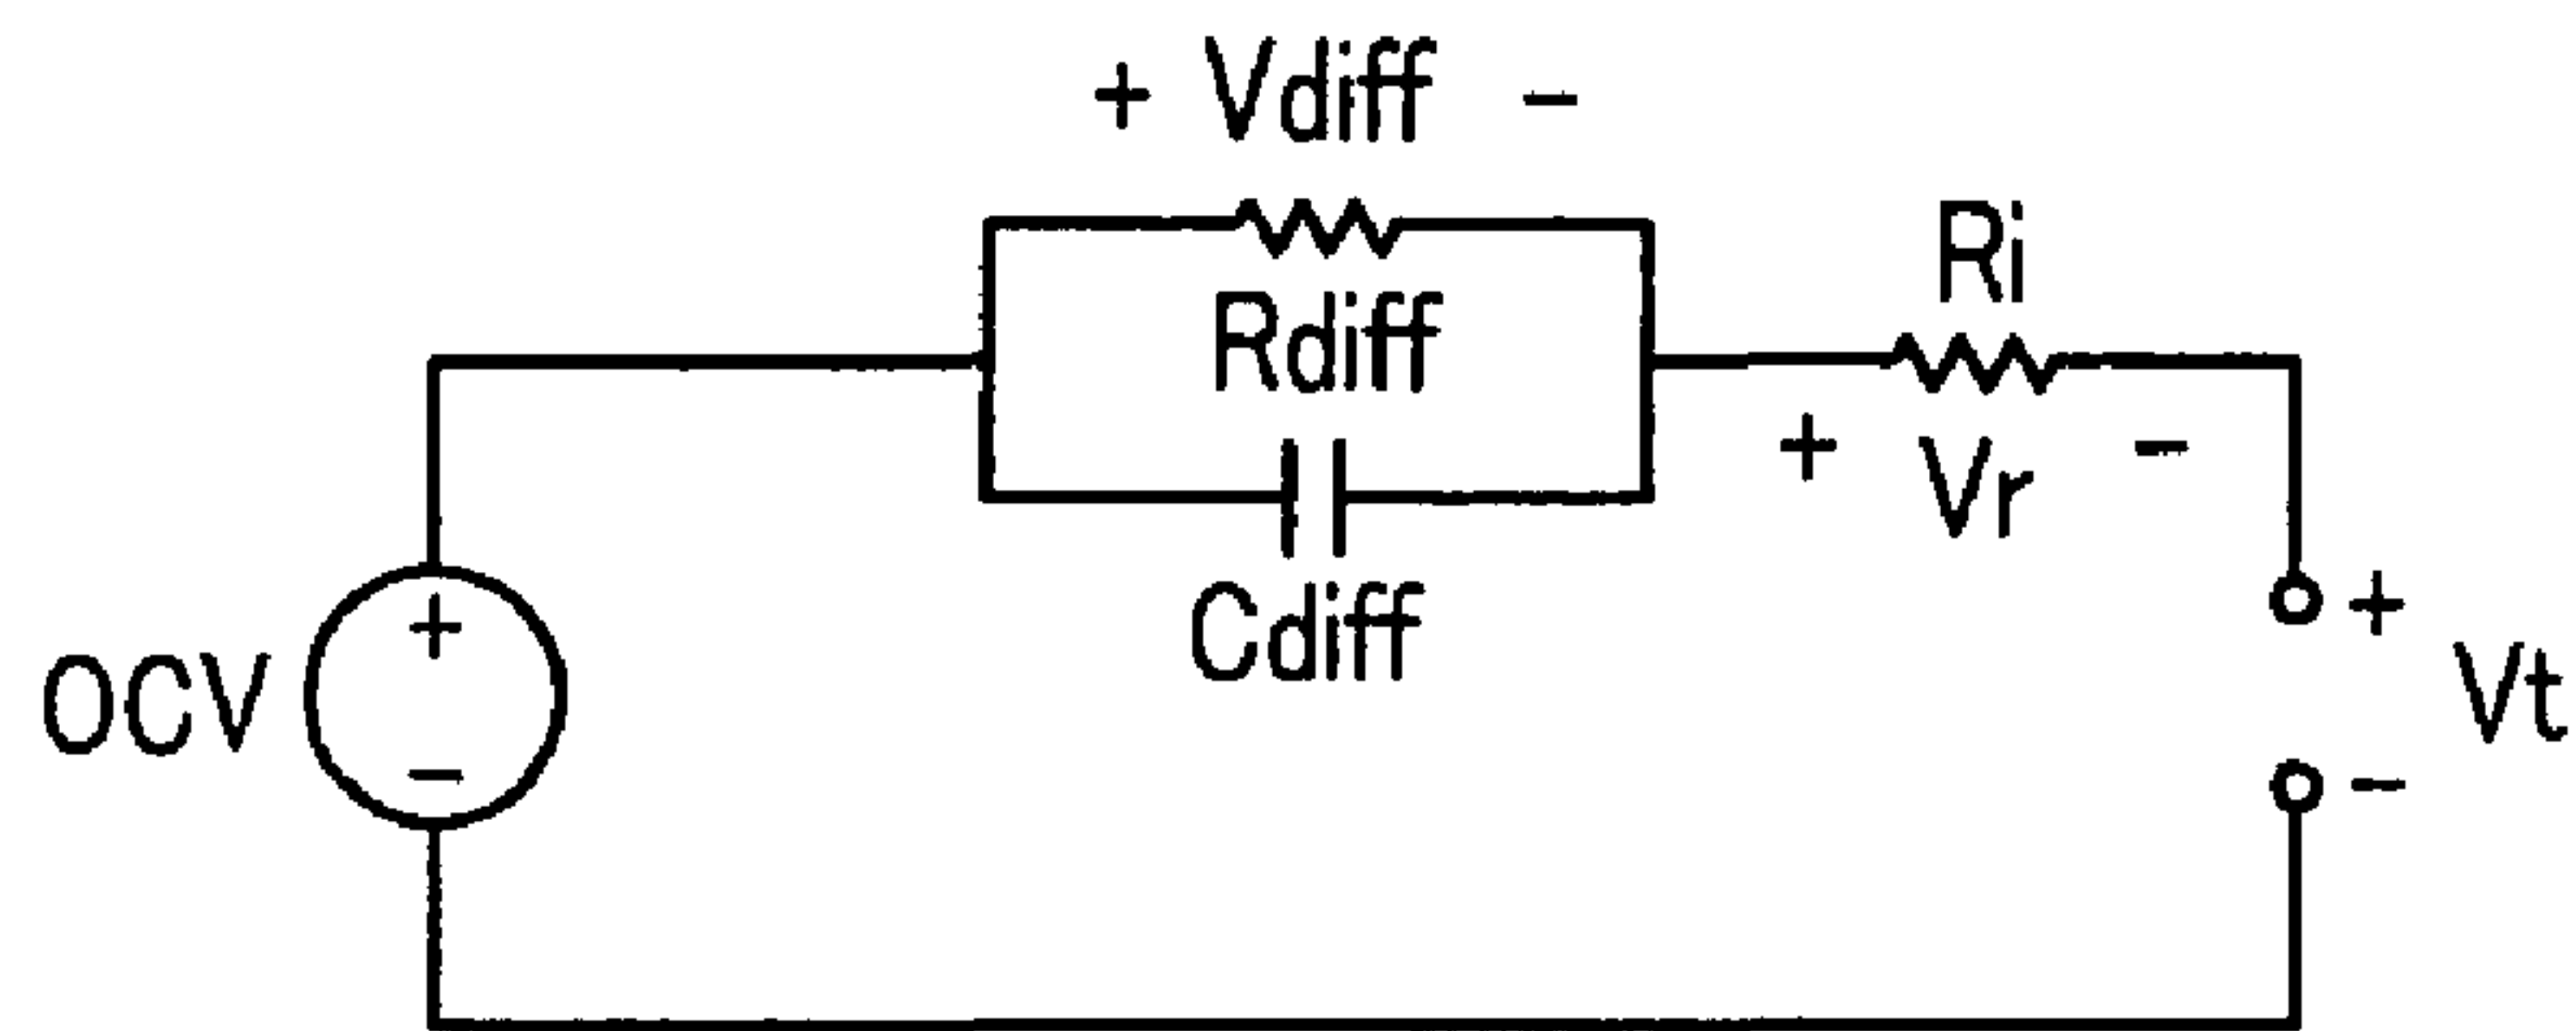 + Vdiff −
Ri
Rdiff
+ Vr −
Cdiff
+
+
OCV
Vt
−
−